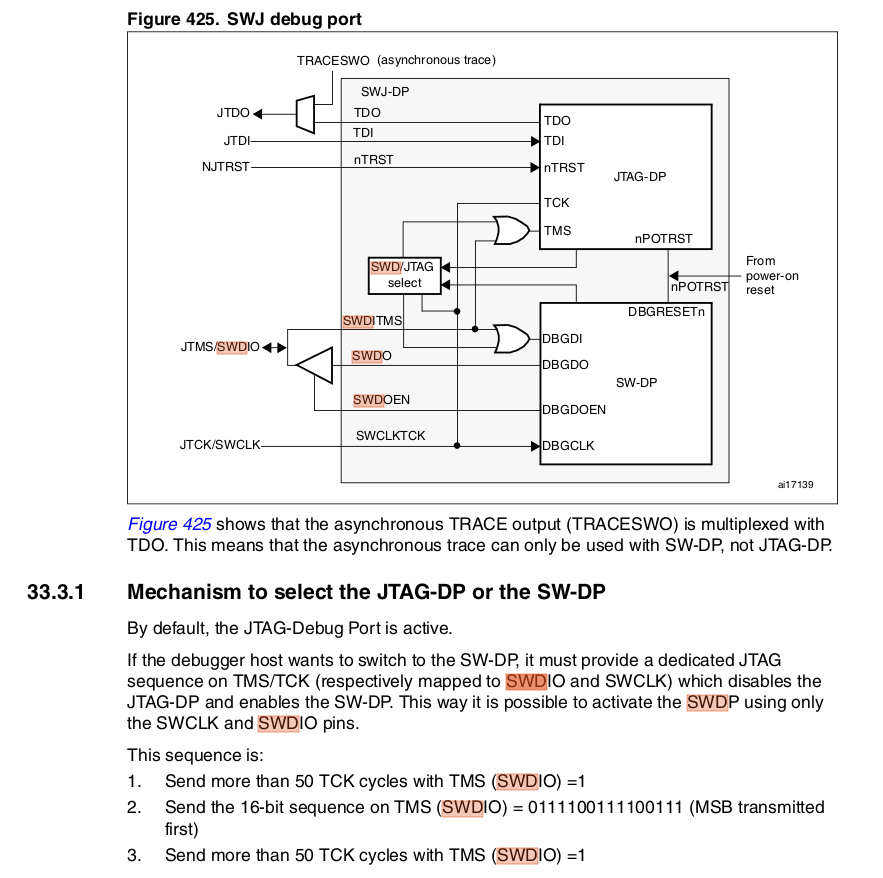 Figure 425. SWJ debug port
TRACESWO (asynchronous trace)
SWJ-DP
JTDO
TDO
TDO
JTDI
TDI
TDI
NJTRST
nTRST
nTRST
JTAG-DP
TCK
TMS
nPOTRST
SWD/JTAG
select
From
power-on
reset
nPOTRST
DBGRESETn
SWDITMS
JTMS/SWDIO
DBGDI
SWDO
DBGDO
SW-DP
SWDOEN
DBGDOEN
JTCK/SWCLK
SWCLKTCK
DBGCLK
ai17139
Figure 425 shows that the asynchronous TRACE output (TRACESWO) is multiplexed with
TDO. This means that the asynchronous trace can only be used with SW-DP, not JTAG-DP.
33.3.1 Mechanism to select the JTAG-DP or the SW-DP
By default, the JTAG-Debug Port is active.
If the debugger host wants to switch to the SW-DP, it must provide a dedicated JTAG
sequence on TMS/TCK (respectively mapped to SWDIO and SWCLK) which disables the
JTAG-DP and enables the SW-DP. This way it is possible to activate the SWDP using only
the SWCLK and SWDIO pins.
This sequence is:
1. Send more than 50 TCK cycles with TMS (SWDIO) =1
2. Send the 16-bit sequence on TMS (SWDIO) = 0111100111100111 (MSB transmitted
first)
3. Send more than 50 TCK cycles with TMS (SWDIO) =1